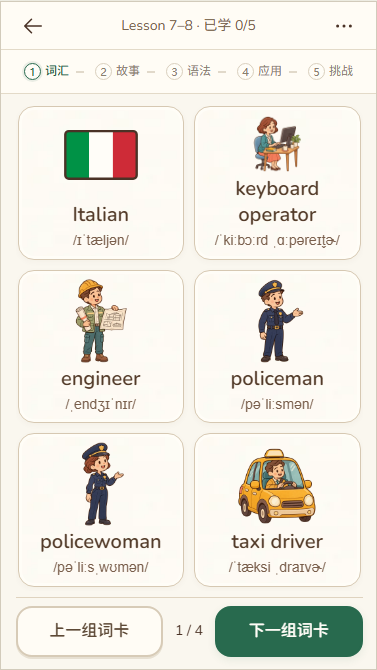 Lesson 7–8 · 已学 0/5
1 词汇 – 2 故事 – 3 语法 – 4 应用 – 5 挑战
Italian
/ɪˈtæljən/
keyboard
operator
/ˈkiːbɔːrd ˌɑːpəreɪt̬ɚ/
engineer
/ˌendʒɪˈnɪr/
policeman
/pəˈliːsmən/
policewoman
/pəˈliːsˌwʊmən/
taxi driver
/ˈtæksi ˌdraɪvɚ/
上一组词卡
1 / 4
下一组词卡